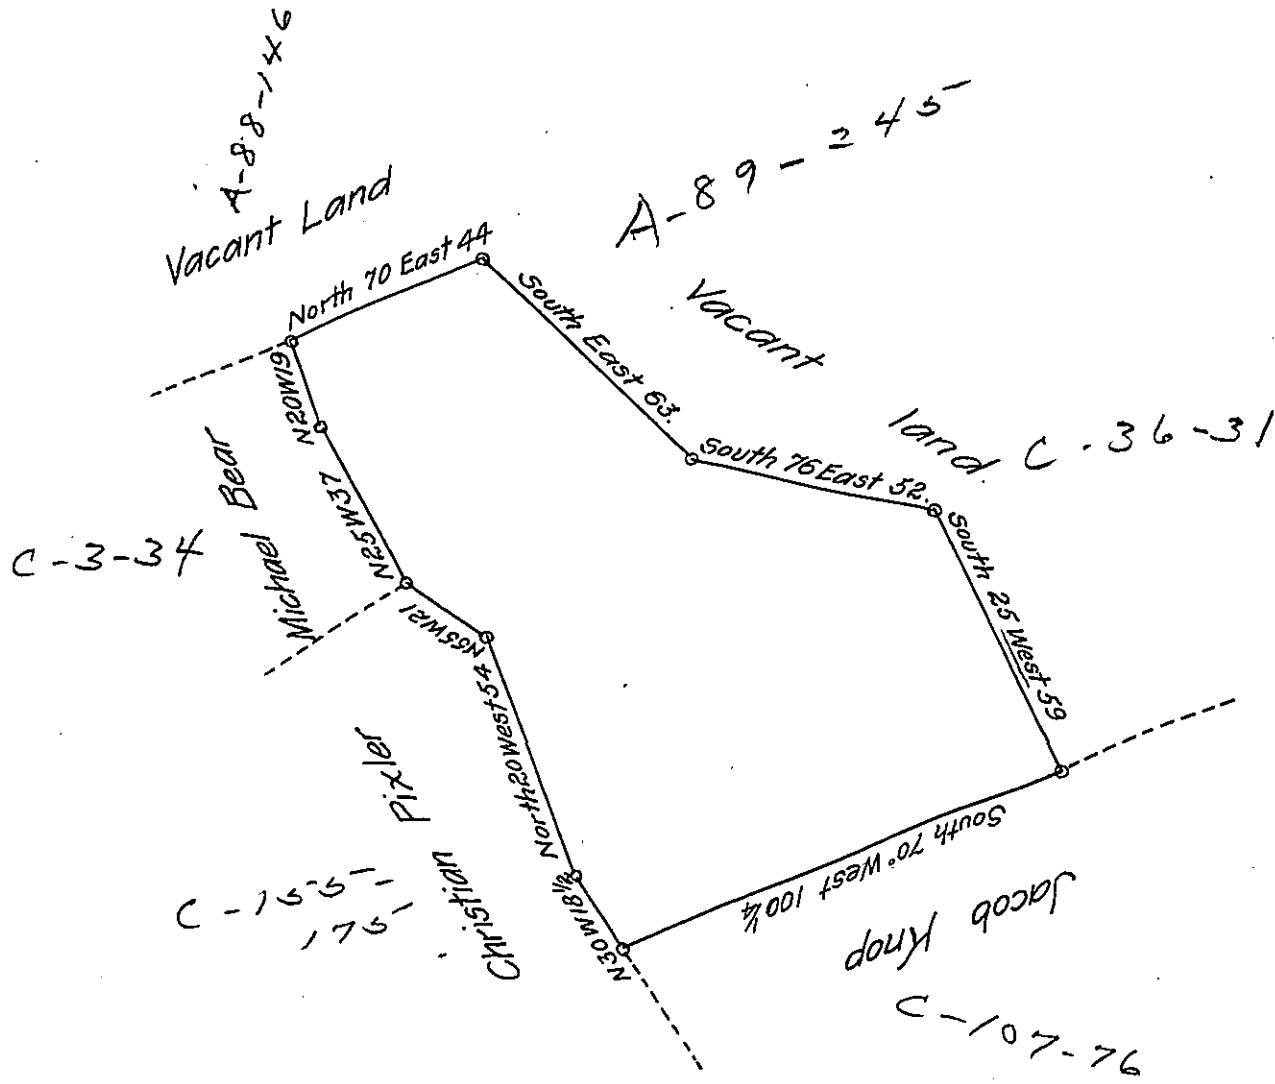 A-88-146
Vacant Land
A-89-245
North 70 East 44
South East 63.
Vacant
land C-36-31
South 76 East 52.
South 25 West 59
N20W19
N25W37
Michael Bear
C-3-34
N55W21
North 20 West 54
Christian Pixler
C-155-
175
N30W18½
South 70° West 100¼
Jacob Knop
C-107-76